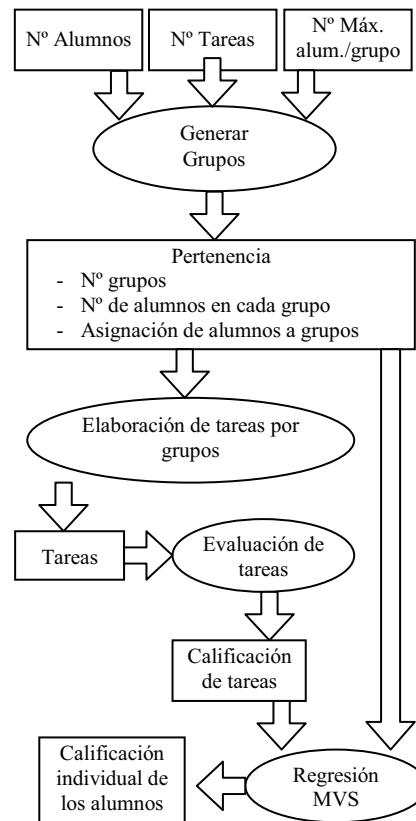 Nº Alumnos
Nº Tareas
Nº Máx.
alum./grupo
Generar
Grupos
Pertenencia
- Nº grupos
- Nº de alumnos en cada grupo
- Asignación de alumnos a grupos
Elaboración de tareas por
grupos
Tareas
Evaluación de
tareas
Calificación
de tareas
Calificación
individual de
los alumnos
Regresión
MVS